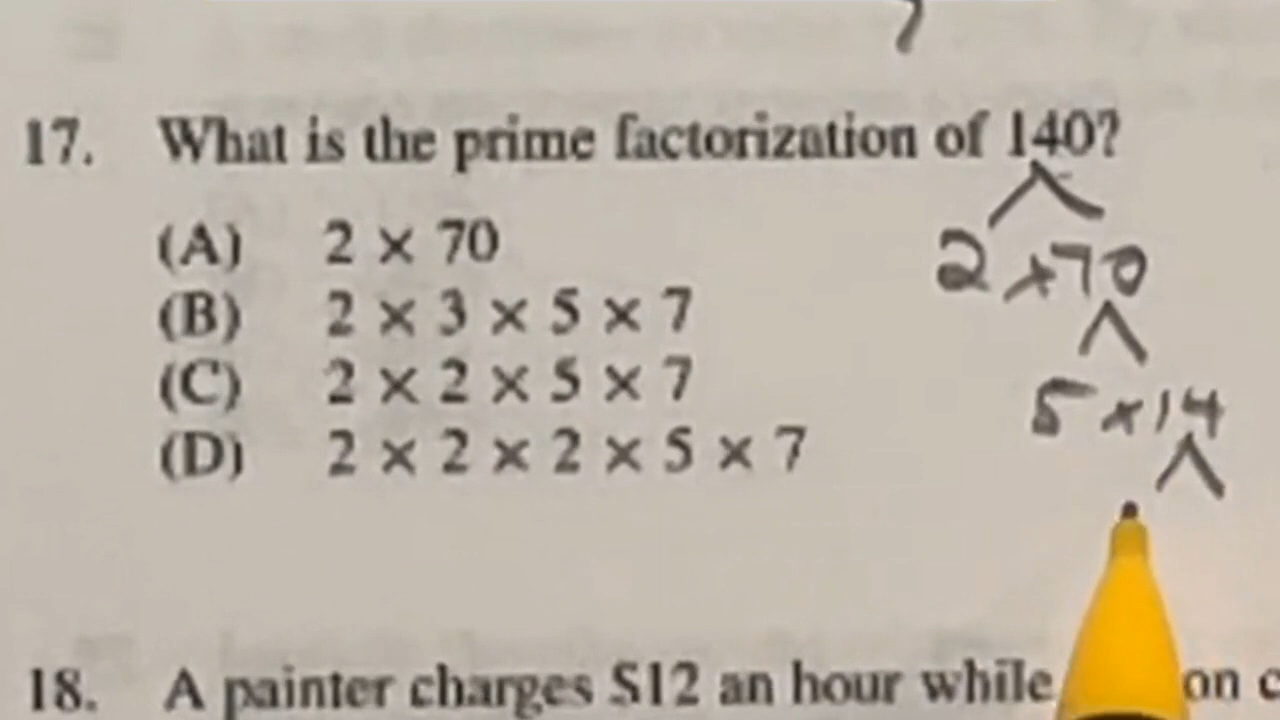 17. What is the prime factorization of 140?
(A) 2 × 70
2 × 70
(B) 2 × 3 × 5 × 7
(C) 2 × 2 × 5 × 7
5 × 14
(D) 2 × 2 × 2 × 5 × 7
18. A painter charges $12 an hour while on